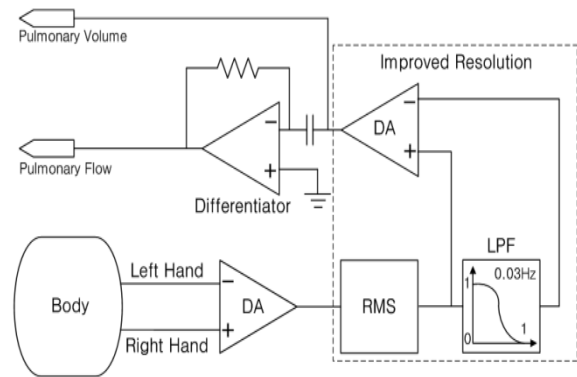 Pulmonary Volume
Improved Resolution
−
DA
+
−
+
Pulmonary Flow
Differentiator
LPF
Left Hand
0.03Hz
1
−
Body
DA
RMS
+
1
0
Right Hand